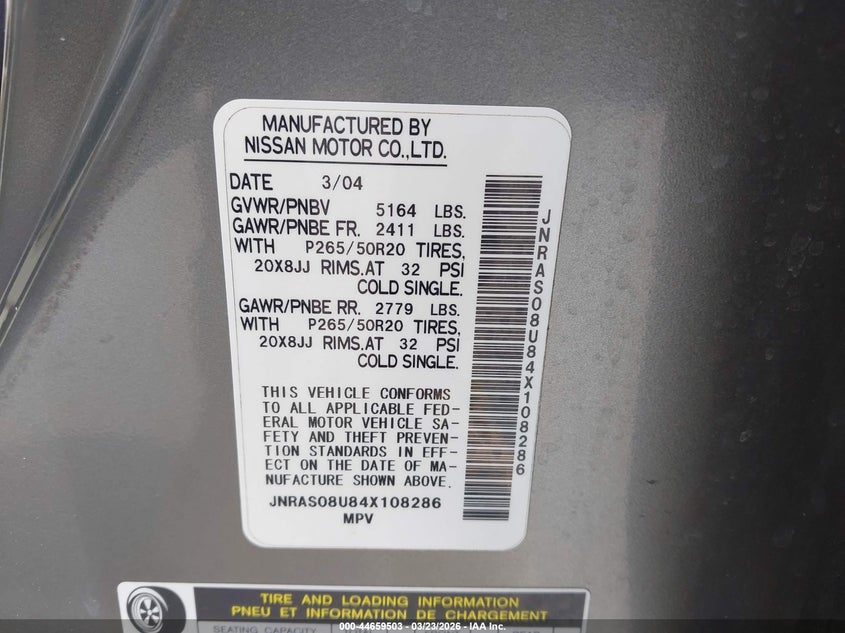 MANUFACTURED BY
NISSAN MOTOR CO.,LTD.
DATE 3/04
GVWR/PNBV 5164 LBS.
GAWR/PNBE FR. 2411 LBS.
WITH P265/50R20 TIRES,
20X8JJ RIMS.AT 32 PSI
COLD SINGLE.
GAWR/PNBE RR. 2779 LBS.
WITH P265/50R20 TIRES,
20X8JJ RIMS.AT 32 PSI
COLD SINGLE.
THIS VEHICLE CONFORMS
TO ALL APPLICABLE FED-
ERAL MOTOR VEHICLE SA-
FETY AND THEFT PREVEN-
TION STANDARDS IN EFF-
ECT ON THE DATE OF MA-
NUFACTURE SHOWN ABOVE.
JNRAS08U84X108286
MPV
JNRAS08U84X108286
TIRE AND LOADING INFORMATION
PNEU ET INFORMATION DE CHARGEMENT
SEATING CAPACITY
000-44659503 - 03/23/2026 - IAA Inc.